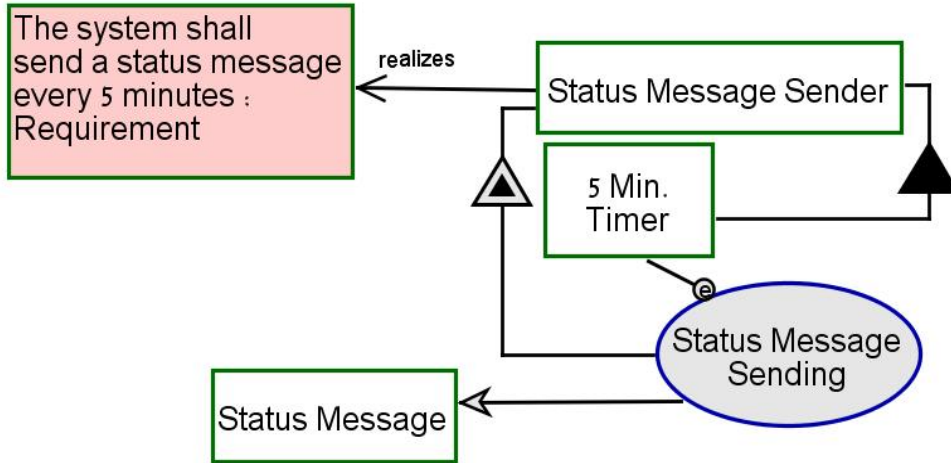 The system shall
send a status message
every 5 minutes :
Requirement
realizes
Status Message Sender
5 Min.
Timer
e
Status Message
Sending
Status Message